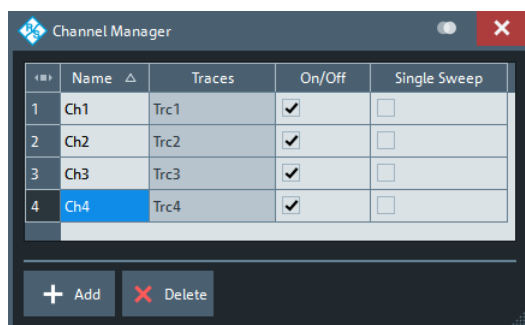 R&S Channel Manager
Name Traces On/Off Single Sweep
1 Ch1 Trc1
2 Ch2 Trc2
3 Ch3 Trc3
4 Ch4 Trc4
Add Delete